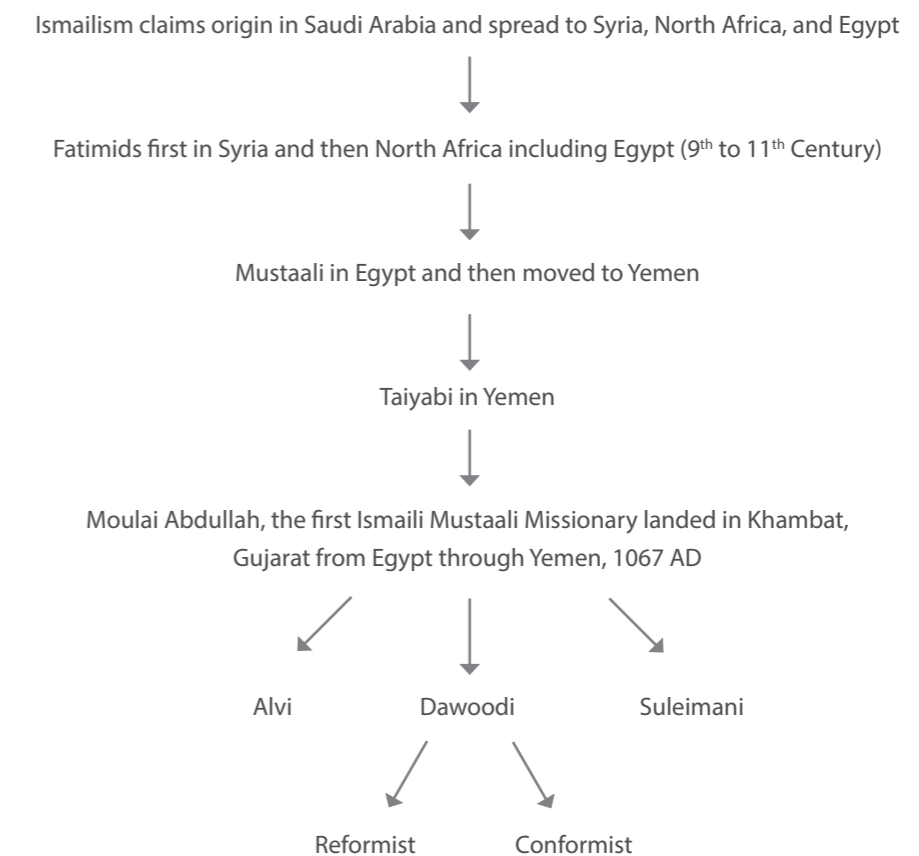 Ismailism claims origin in Saudi Arabia and spread to Syria, North Africa, and Egypt
Fatimids first in Syria and then North Africa including Egypt (9th to 11th Century)
Mustaali in Egypt and then moved to Yemen
Taiyabi in Yemen
Moulai Abdullah, the first Ismaili Mustaali Missionary landed in Khambat,
Gujarat from Egypt through Yemen, 1067 AD
Alvi Dawoodi Suleimani
Reformist Conformist